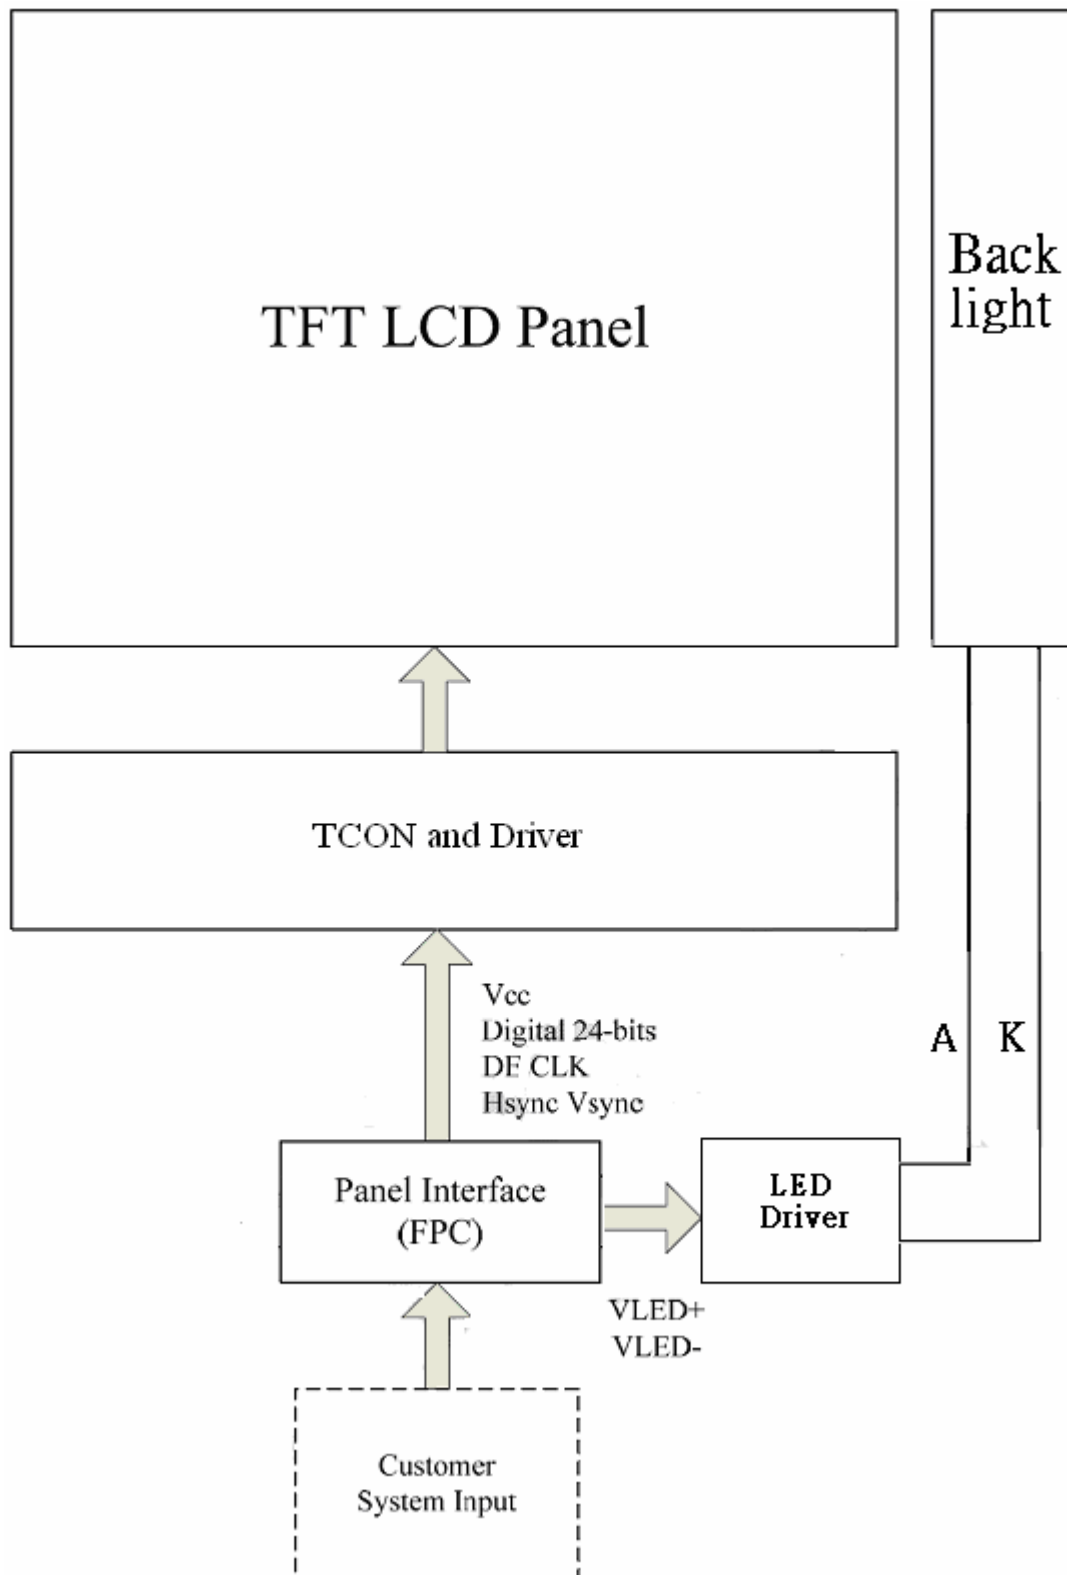 TFT LCD Panel
Back
light
TCON and Driver
Vcc
Digital 24-bits
DE CLK
Hsync Vsync
A K
Panel Interface
(FPC)
LED
Driver
VLED+
VLED-
Customer
System Input